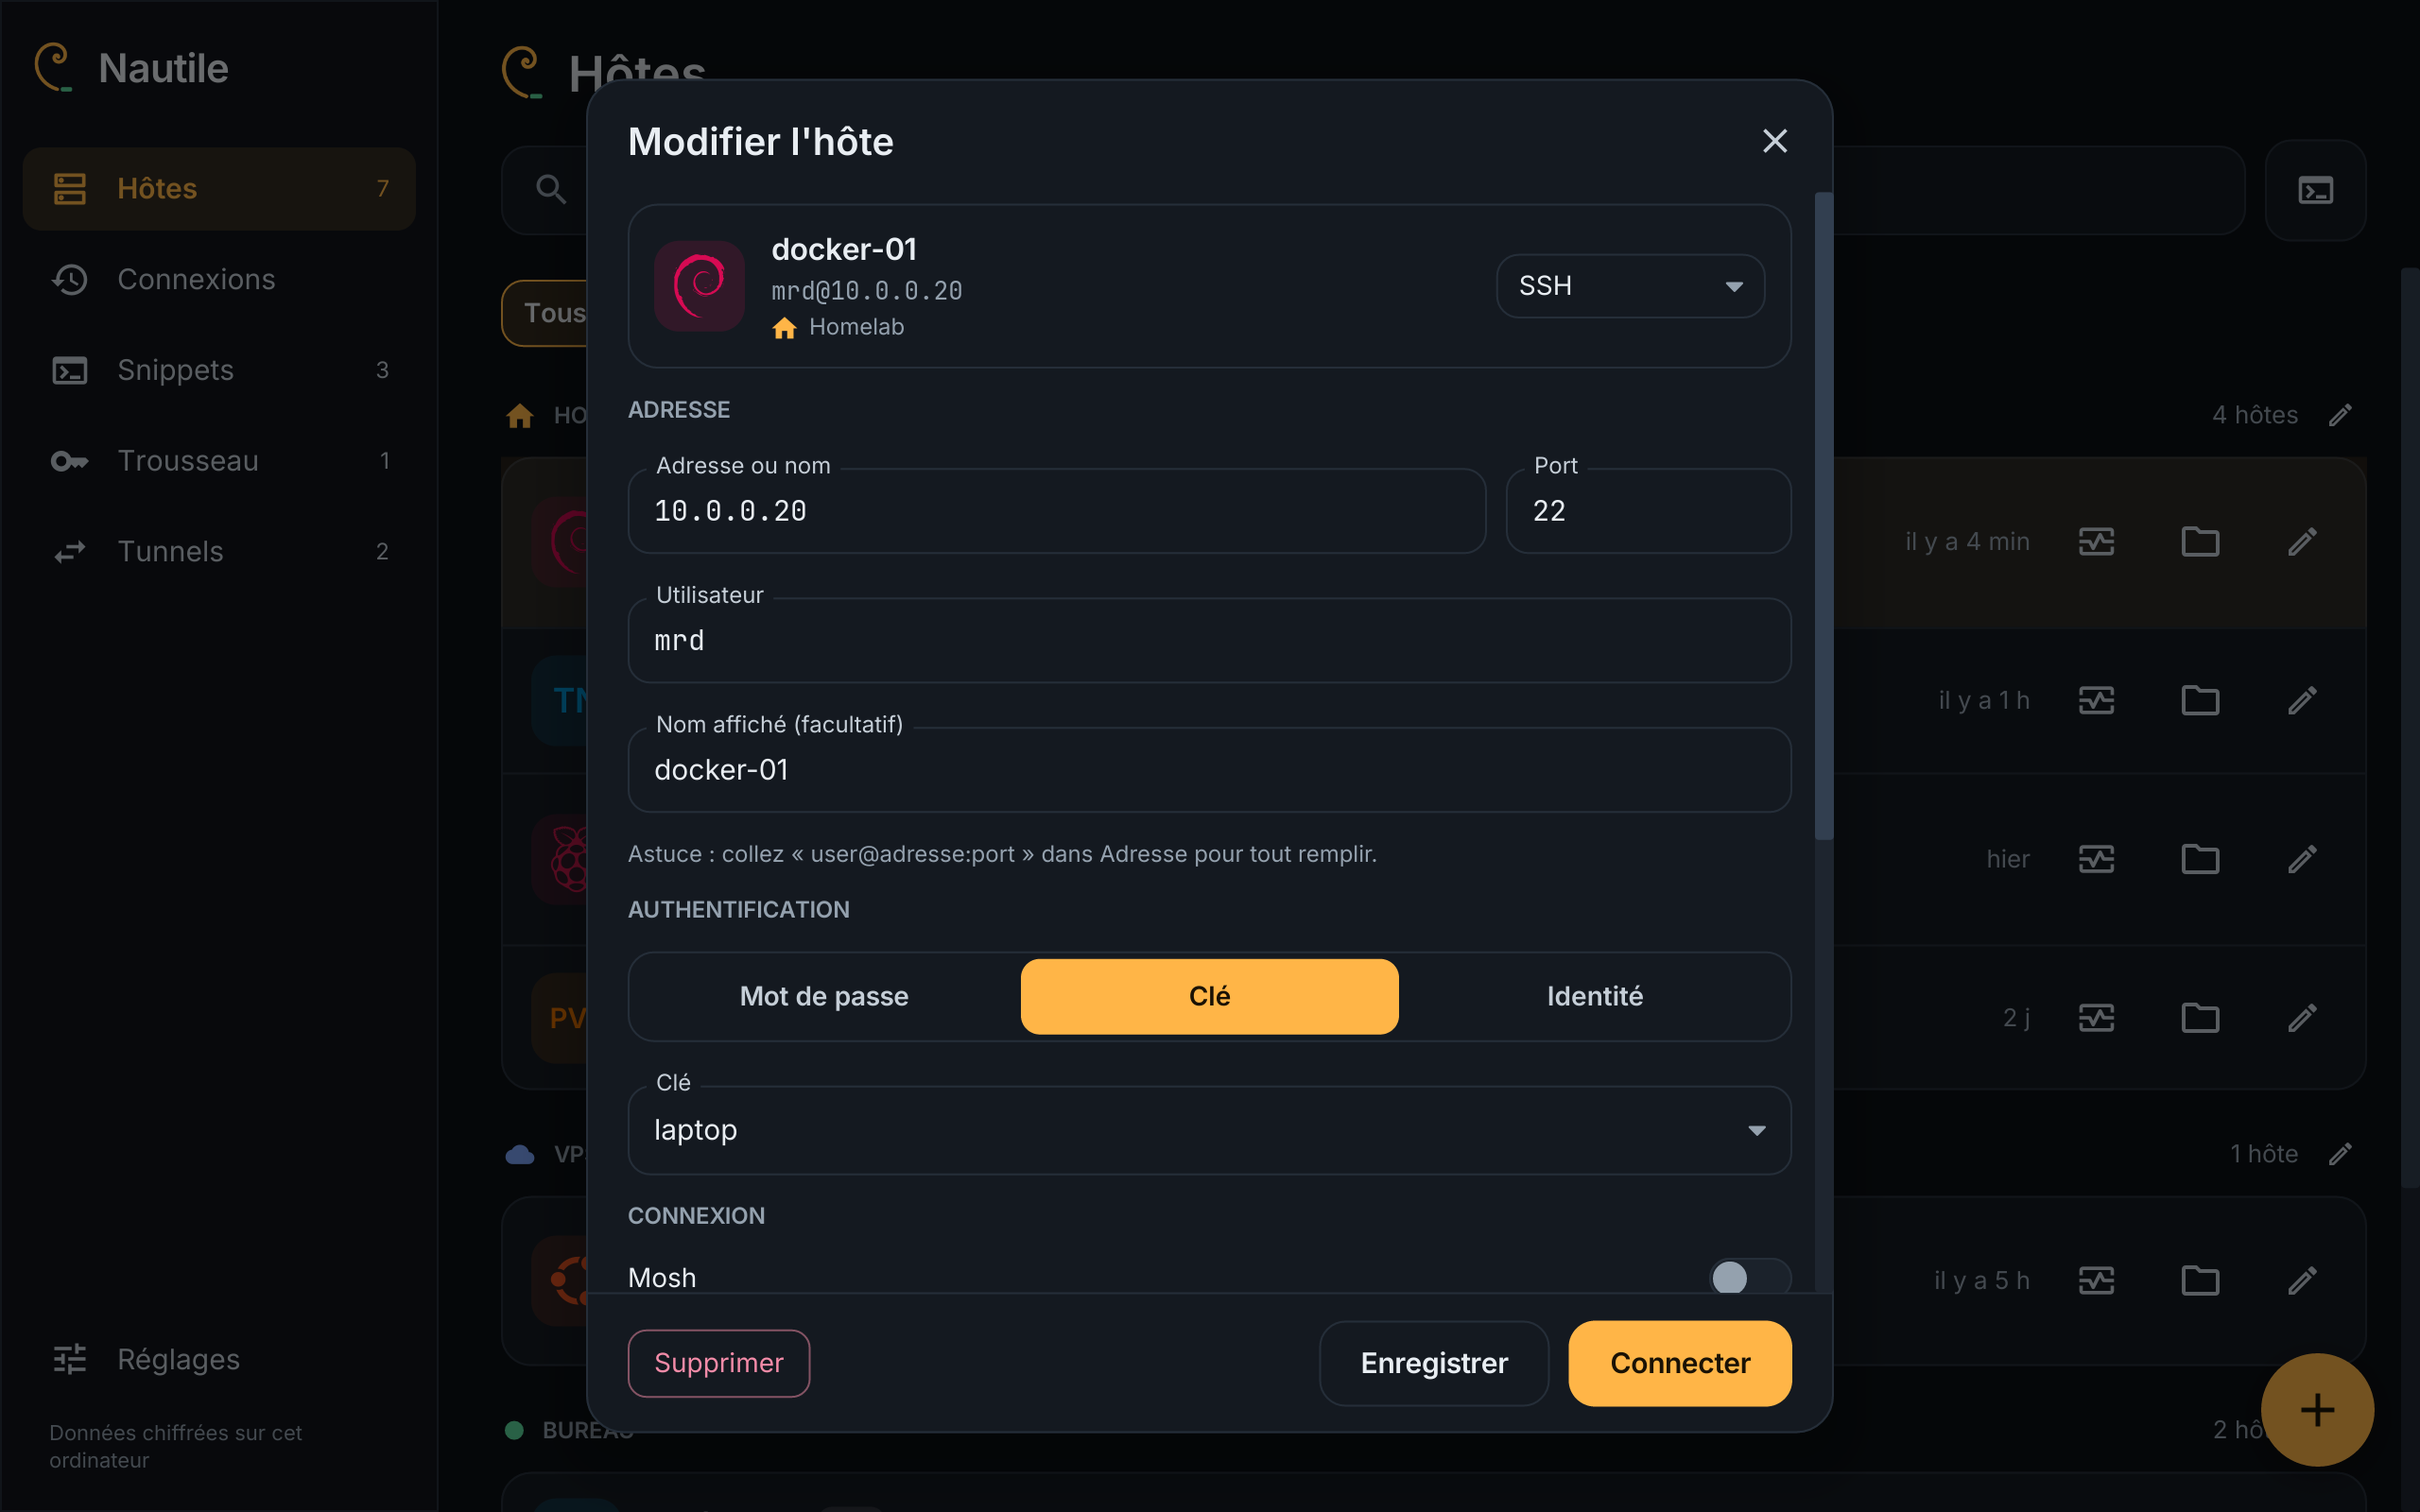 Nautile
Hôtes 7
Connexions
Snippets 3
Trousseau 1
Tunnels 2
Réglages
Données chiffrées sur cet
ordinateur
Hôtes
Tous
4 hôtes
il y a 4 min
il y a 1 h
hier
PV
2 j
1 hôte
il y a 5 h
BUREAU
Modifier l'hôte
docker-01
mrd@10.0.0.20
Homelab
SSH
ADRESSE
Adresse ou nom
10.0.0.20
Port
22
Utilisateur
mrd
Nom affiché (facultatif)
docker-01
Astuce : collez « user@adresse:port » dans Adresse pour tout remplir.
AUTHENTIFICATION
Mot de passe Clé Identité
Clé
laptop
CONNEXION
Mosh
Supprimer Enregistrer Connecter